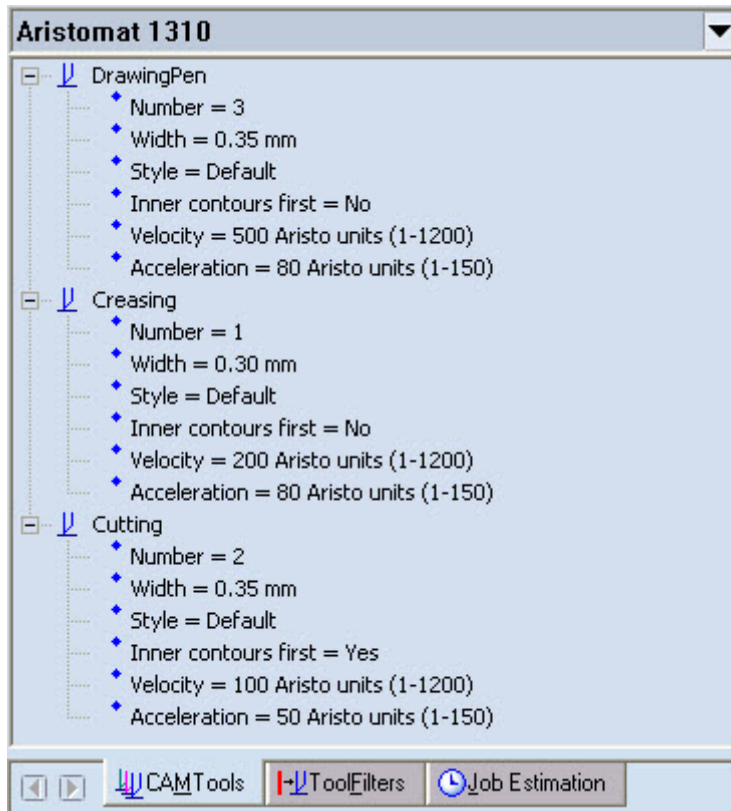 Aristomat 1310
DrawingPen
Number = 3
Width = 0.35 mm
Style = Default
Inner contours first = No
Velocity = 500 Aristo units (1-1200)
Acceleration = 80 Aristo units (1-150)
Creasing
Number = 1
Width = 0.30 mm
Style = Default
Inner contours first = No
Velocity = 200 Aristo units (1-1200)
Acceleration = 80 Aristo units (1-150)
Cutting
Number = 2
Width = 0.35 mm
Style = Default
Inner contours first = Yes
Velocity = 100 Aristo units (1-1200)
Acceleration = 50 Aristo units (1-150)
CAMTools ToolFilters Job Estimation